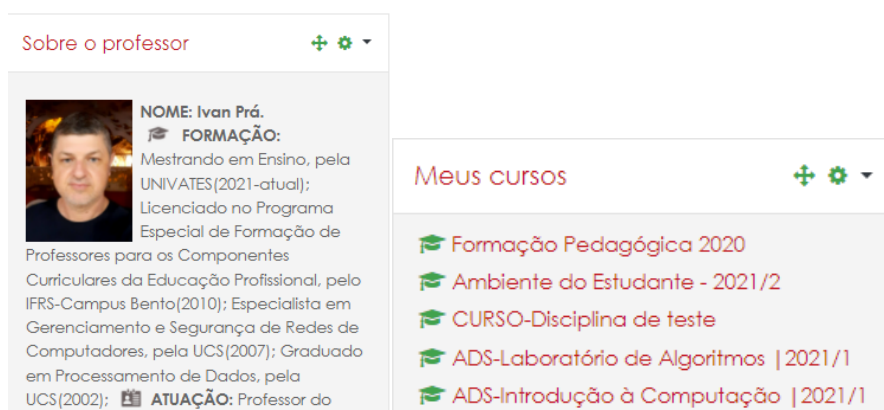 Sobre o professor
NOME: Ivan Prá.
FORMAÇÃO:
Mestrando em Ensino, pela
UNIVATES(2021-atual);
Licenciado no Programa
Especial de Formação de
Professores para os Componentes
Curriculares da Educação Profissional, pelo
IFRS-Campus Bento(2010); Especialista em
Gerenciamento e Segurança de Redes de
Computadores, pela UCS(2007); Graduado
em Processamento de Dados, pela
UCS(2002); ATUAÇÃO: Professor do
Meus cursos
Formação Pedagógica 2020
Ambiente do Estudante - 2021/2
CURSO-Disciplina de teste
ADS-Laboratório de Algoritmos |2021/1
ADS-Introdução à Computação |2021/1